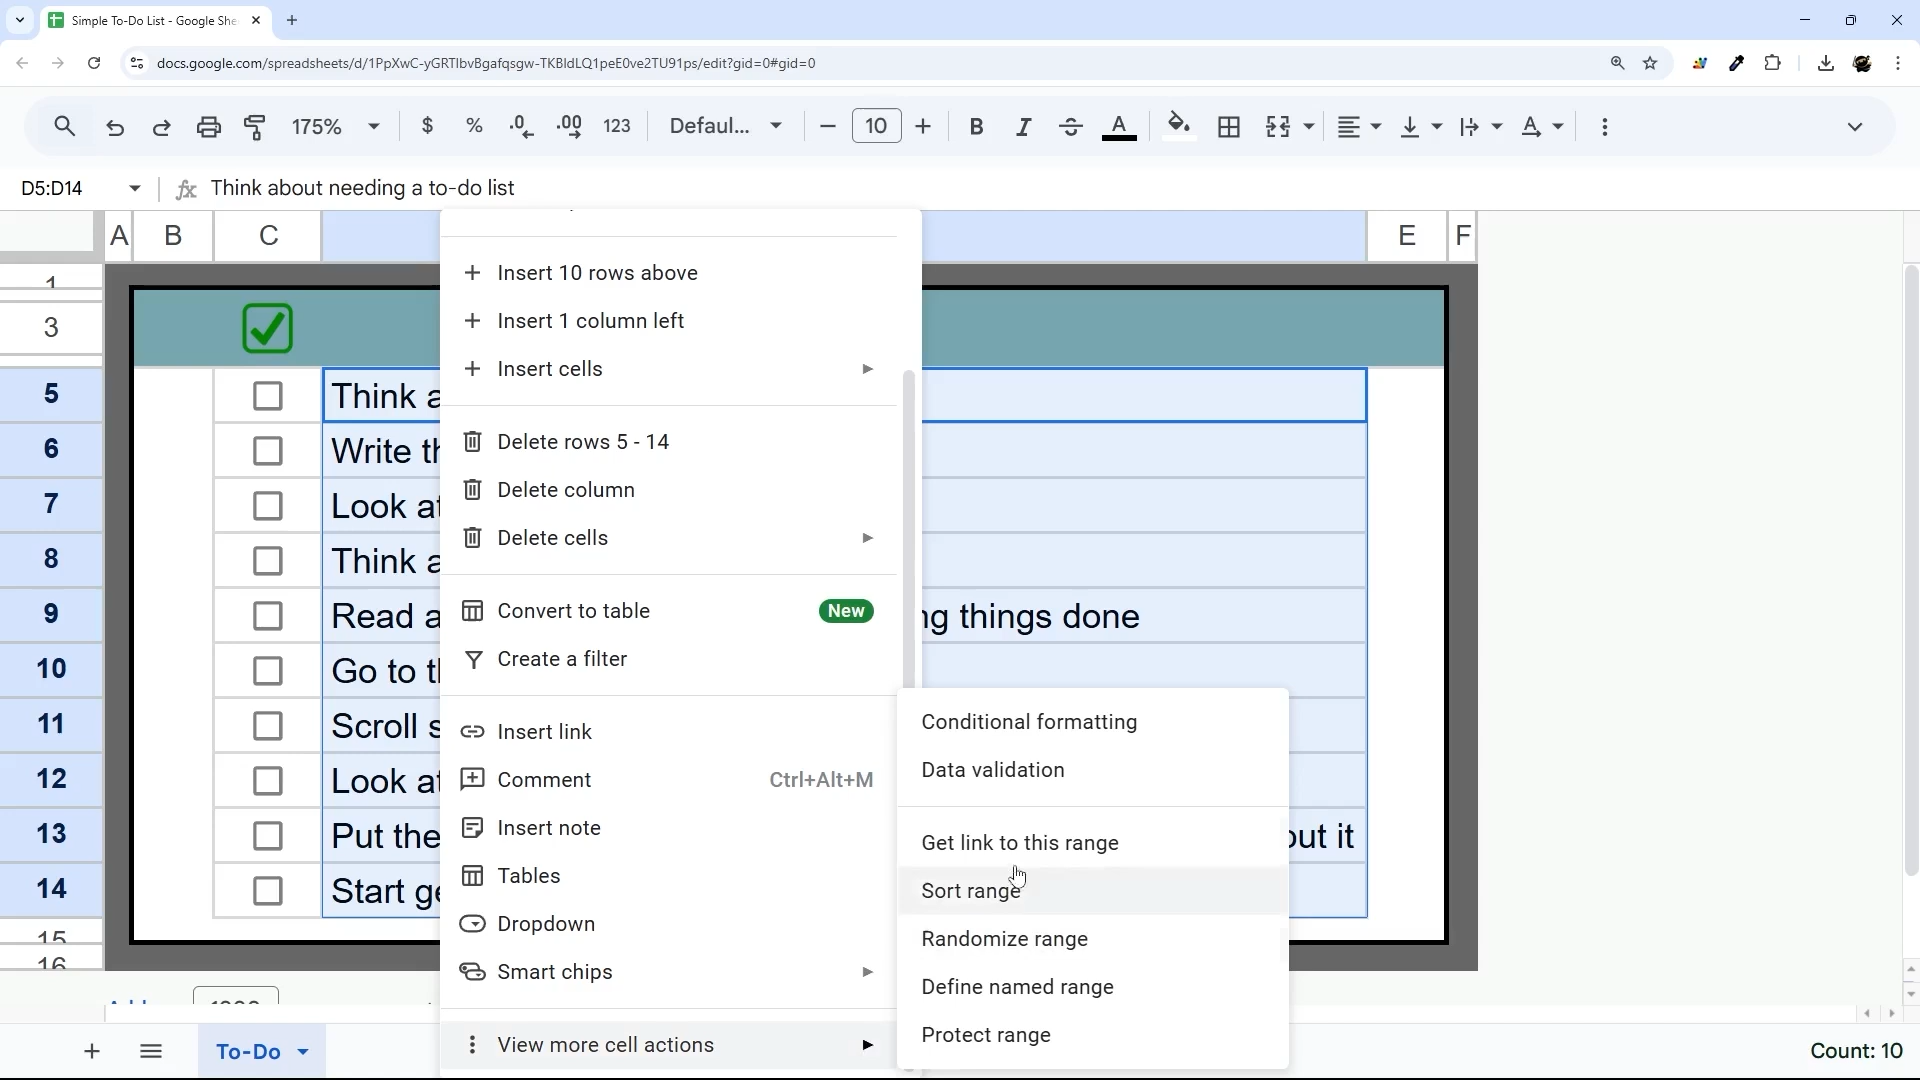 Simple To-Do List - Google She
docs.google.com/spreadsheets/d/1PpXwC-yGRTlbvBgafqsgw-TKBIdLQ1peE0ve2TU91ps/edit?gid=0#gid=0
175% $ % .0 .00 123 Defaul... 10 B I A
D5:D14 fx Think about needing a to-do list
A B C E F
1
3
5 Think a
6 Write th
7 Look at
8 Think a
9 Read a ng things done
10 Go to th
11 Scroll s
12 Look at
13 Put the out it
14 Start ge
15
16
Insert 10 rows above
Insert 1 column left
Insert cells
Delete rows 5 - 14
Delete column
Delete cells
Convert to table New
Create a filter
Insert link
Comment Ctrl+Alt+M
Insert note
Tables
Dropdown
Smart chips
View more cell actions
Conditional formatting
Data validation
Get link to this range
Sort range
Randomize range
Define named range
Protect range
To-Do
Count: 10